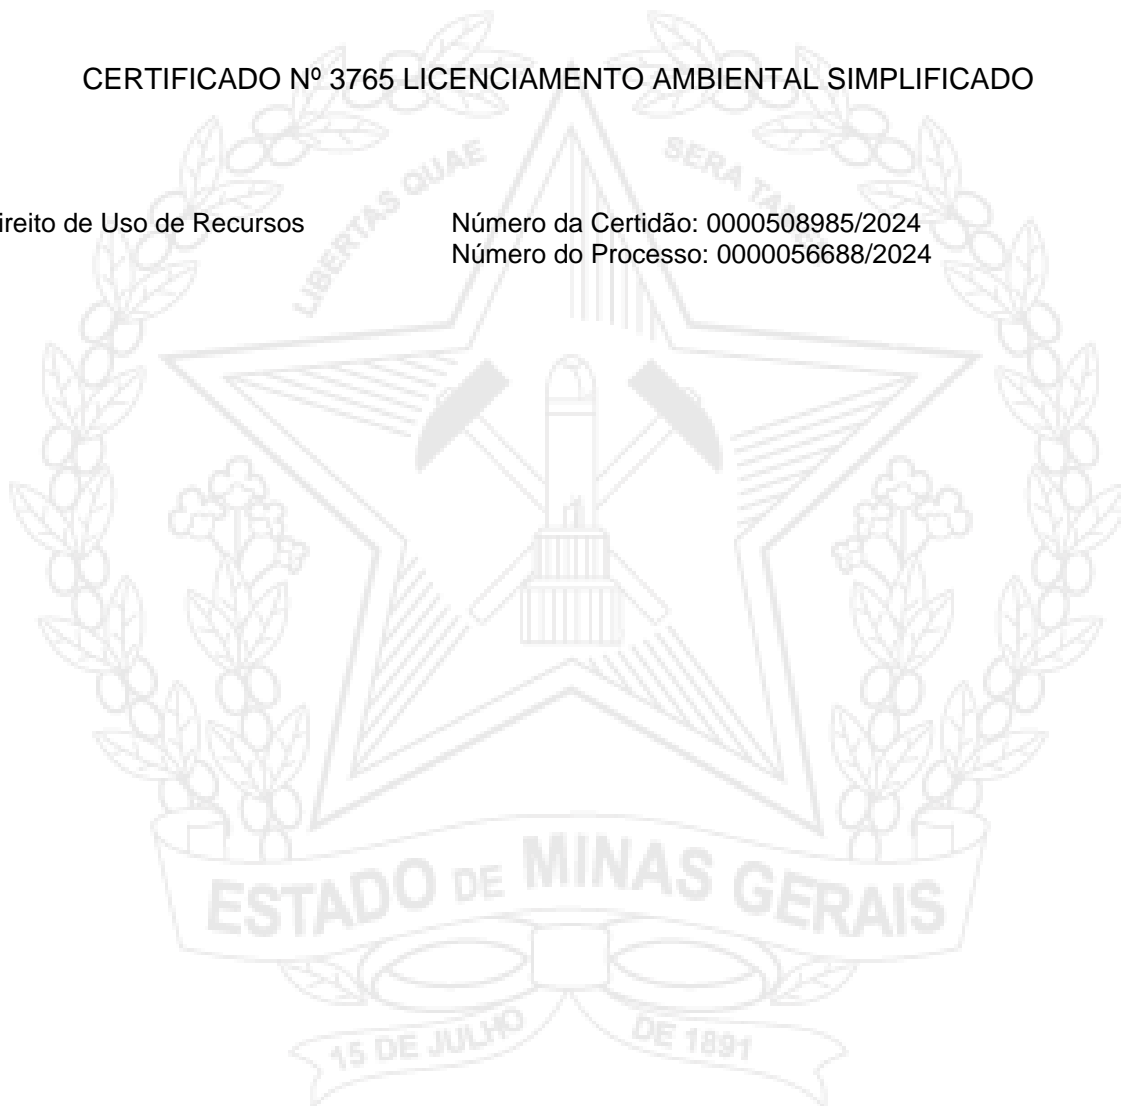 CERTIFICADO Nº 3765 LICENCIAMENTO AMBIENTAL SIMPLIFICADO
LIBERTAS QUAE SERA
ireito de Uso de Recursos
Número da Certidão: 0000508985/2024
Número do Processo: 0000056688/2024
ESTADO DE MINAS GERAIS
15 DE JULHO DE 1891